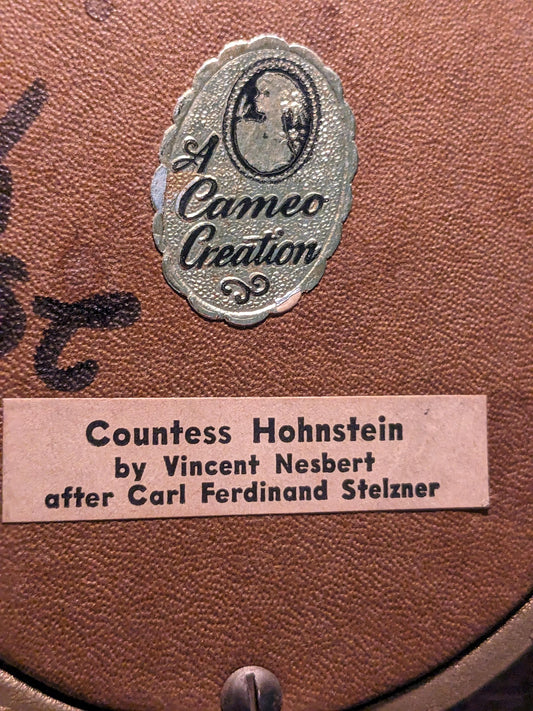 A
Cameo
Creation
Countess Hohnstein
by Vincent Nesbert
after Carl Ferdinand Stelzner